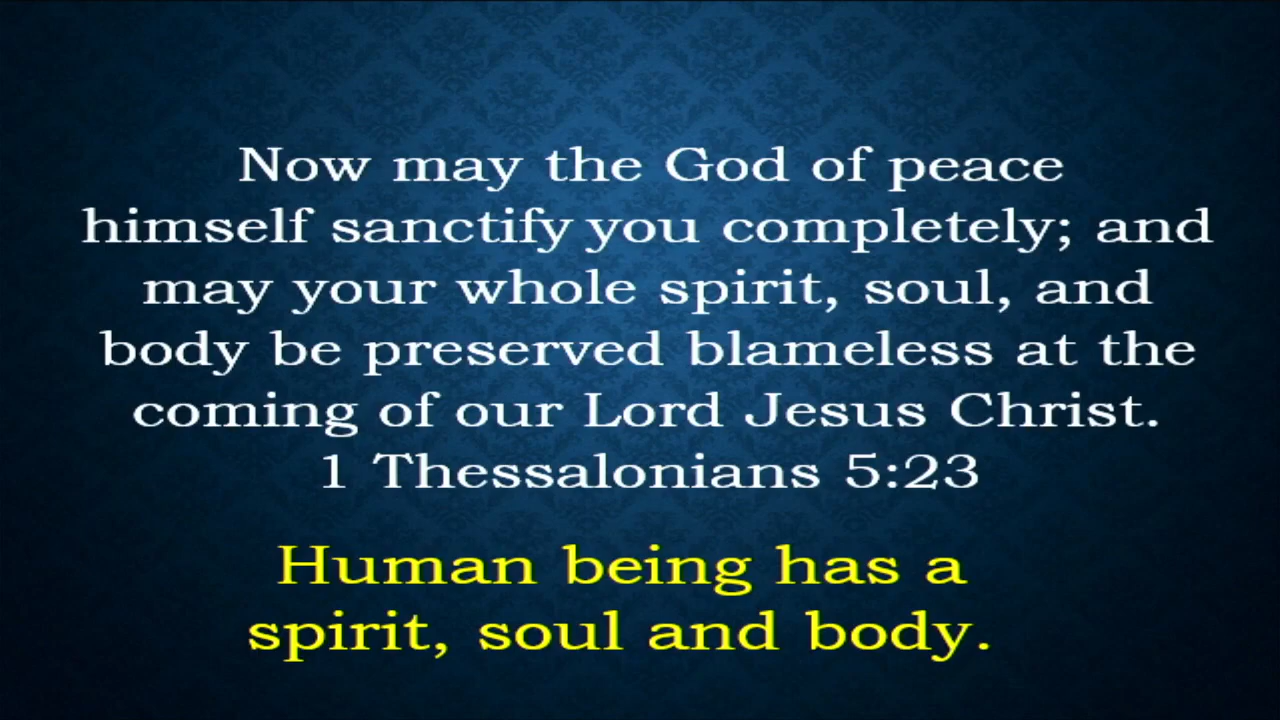 Now may the God of peace
himself sanctify you completely; and
may your whole spirit, soul, and
body be preserved blameless at the
coming of our Lord Jesus Christ.
1 Thessalonians 5:23
Human being has a
spirit, soul and body.